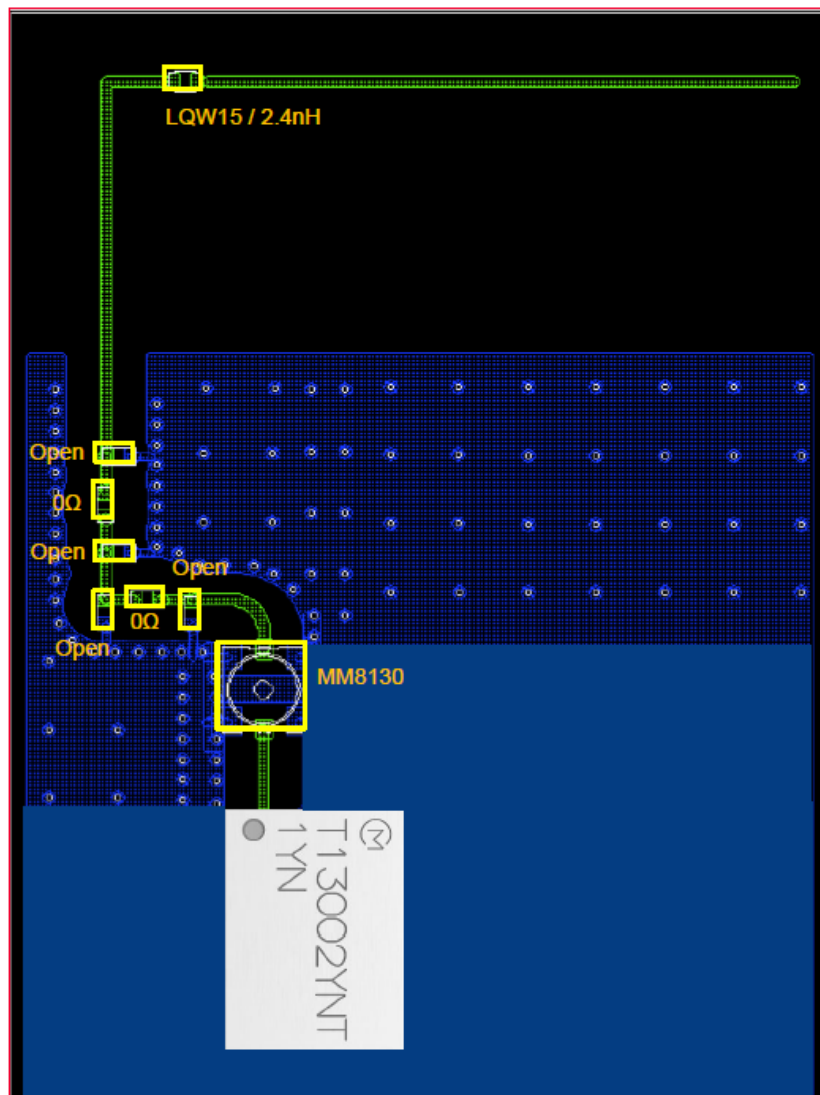 LQW15 / 2.4nH
Open
0Ω
Open
Open
0Ω
Open
MM8130
M
T13002YNT
1YN